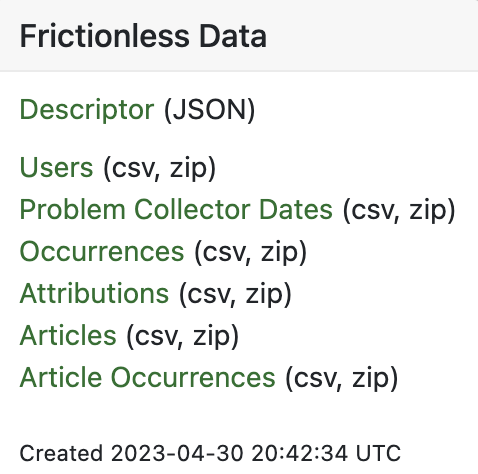 Frictionless Data
Descriptor (JSON)
Users (csv, zip)
Problem Collector Dates (csv, zip)
Occurrences (csv, zip)
Attributions (csv, zip)
Articles (csv, zip)
Article Occurrences (csv, zip)
Created 2023-04-30 20:42:34 UTC